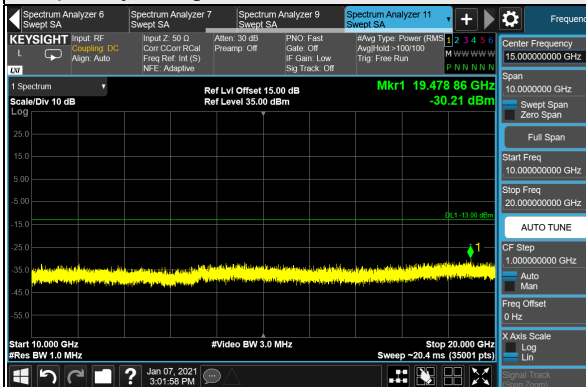 Spectrum Analyzer 6
Swept SA
Spectrum Analyzer 7
Swept SA
Spectrum Analyzer 9
Swept SA
Spectrum Analyzer 11
Swept SA
Frequen
KEYSIGHT
L
LXI
Input: RF
Coupling: DC
Align: Auto
Input Z: 50 Ω
Corr CCorr RCal
Freq Ref: Int (S)
NFE: Adaptive
Atten: 30 dB
Preamp: Off
PNO: Fast
Gate: Off
IF Gain: Low
Sig Track: Off
#Avg Type: Power (RMS
Avg|Hold:>100/100
Trig: Free Run
1 2 3 4 5 6
M W W W W W
P N N N N N
1 Spectrum
Scale/Div 10 dB
Log
Ref Lvl Offset 15.00 dB
Ref Level 35.00 dBm
Mkr1 19.478 86 GHz
-30.21 dBm
25.0
15.0
5.00
-5.00
-15.0
-25.0
-35.0
-45.0
-55.0
DL1 -13.00 dBm
1
Start 10.000 GHz
#Res BW 1.0 MHz
#Video BW 3.0 MHz
Stop 20.000 GHz
Sweep ~20.4 ms (35001 pts)
Center Frequency
15.000000000 GHz
Span
10.0000000 GHz
Swept Span
Zero Span
Full Span
Start Freq
10.000000000 GHz
Stop Freq
20.000000000 GHz
AUTO TUNE
CF Step
1.000000000 GHz
Auto
Man
Freq Offset
0 Hz
X Axis Scale
Log
Lin
Signal Track
(Span Zoom)
?
Jan 07, 2021
3:01:58 PM